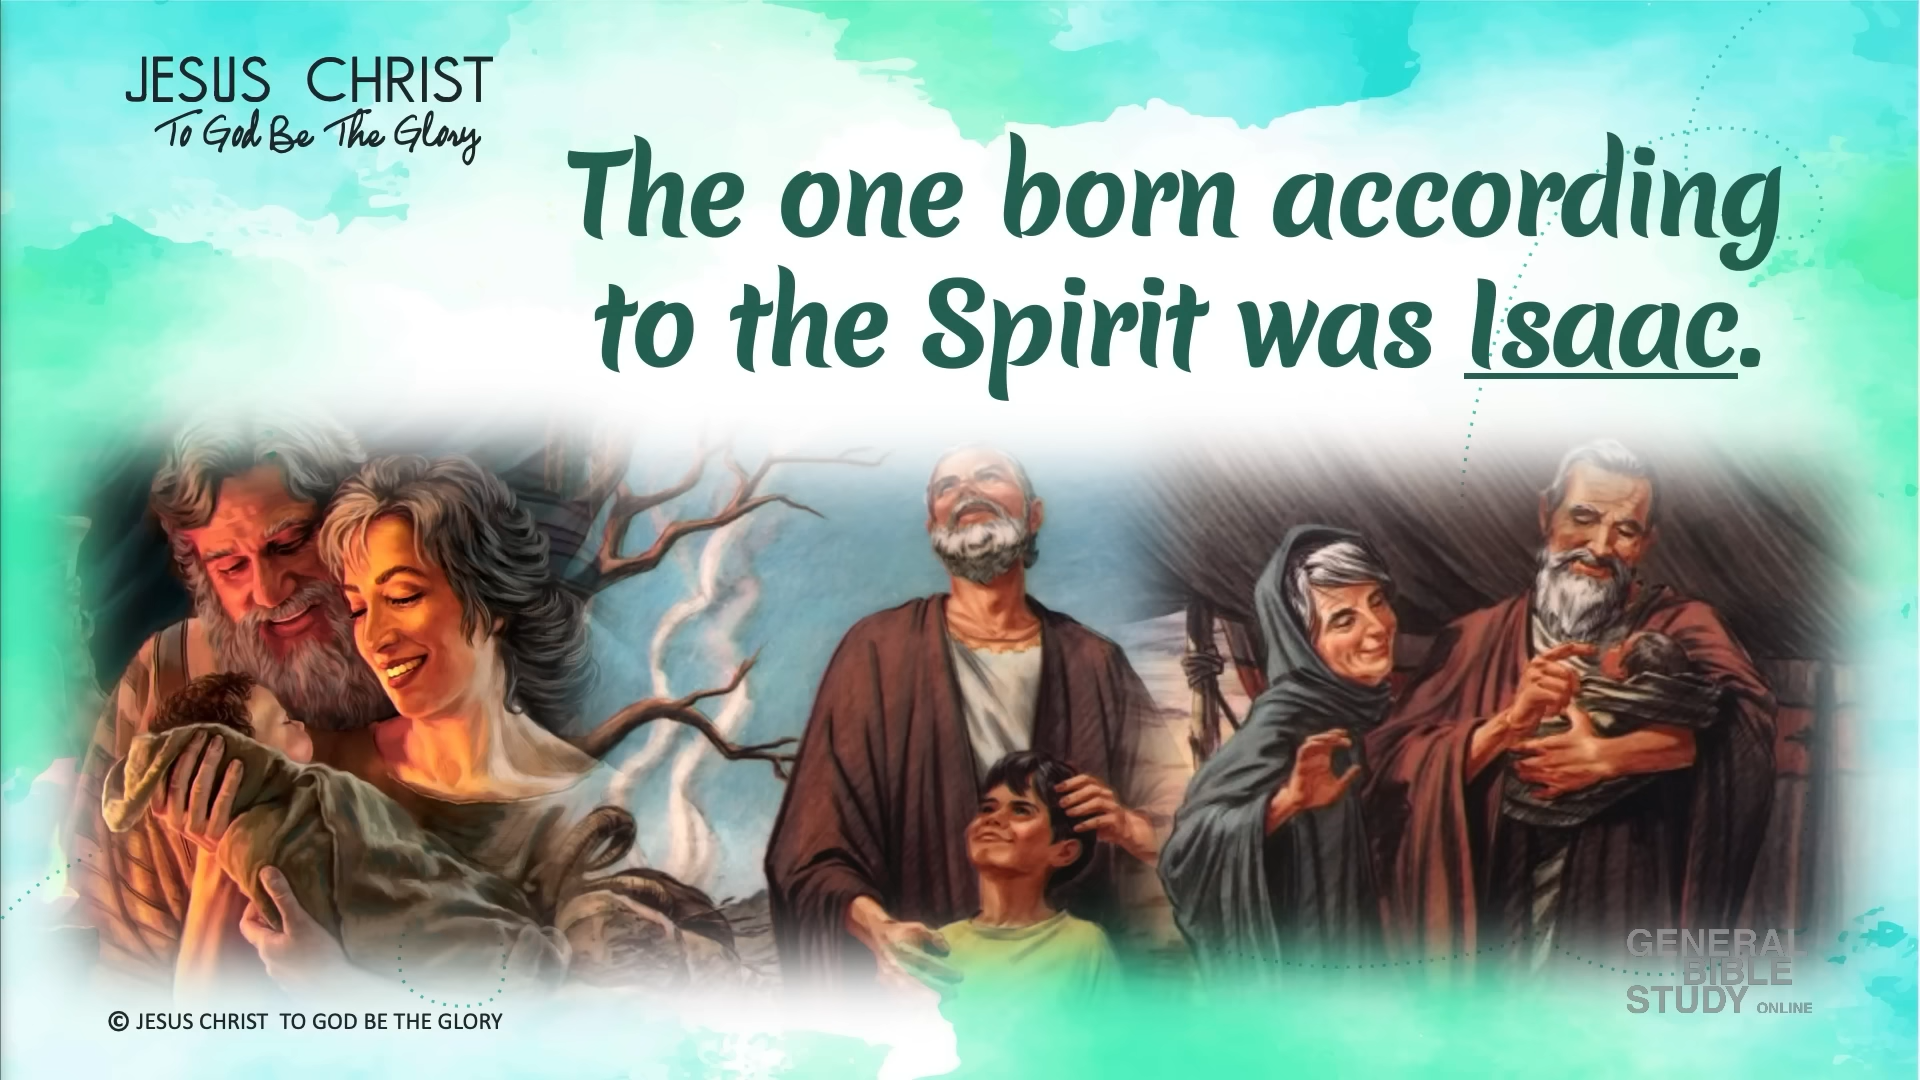 JESUS CHRIST
To God Be The Glory
The one born according
to the Spirit was Isaac.
GENERAL
BIBLE
STUDY ONLINE
© JESUS CHRIST  TO GOD BE THE GLORY